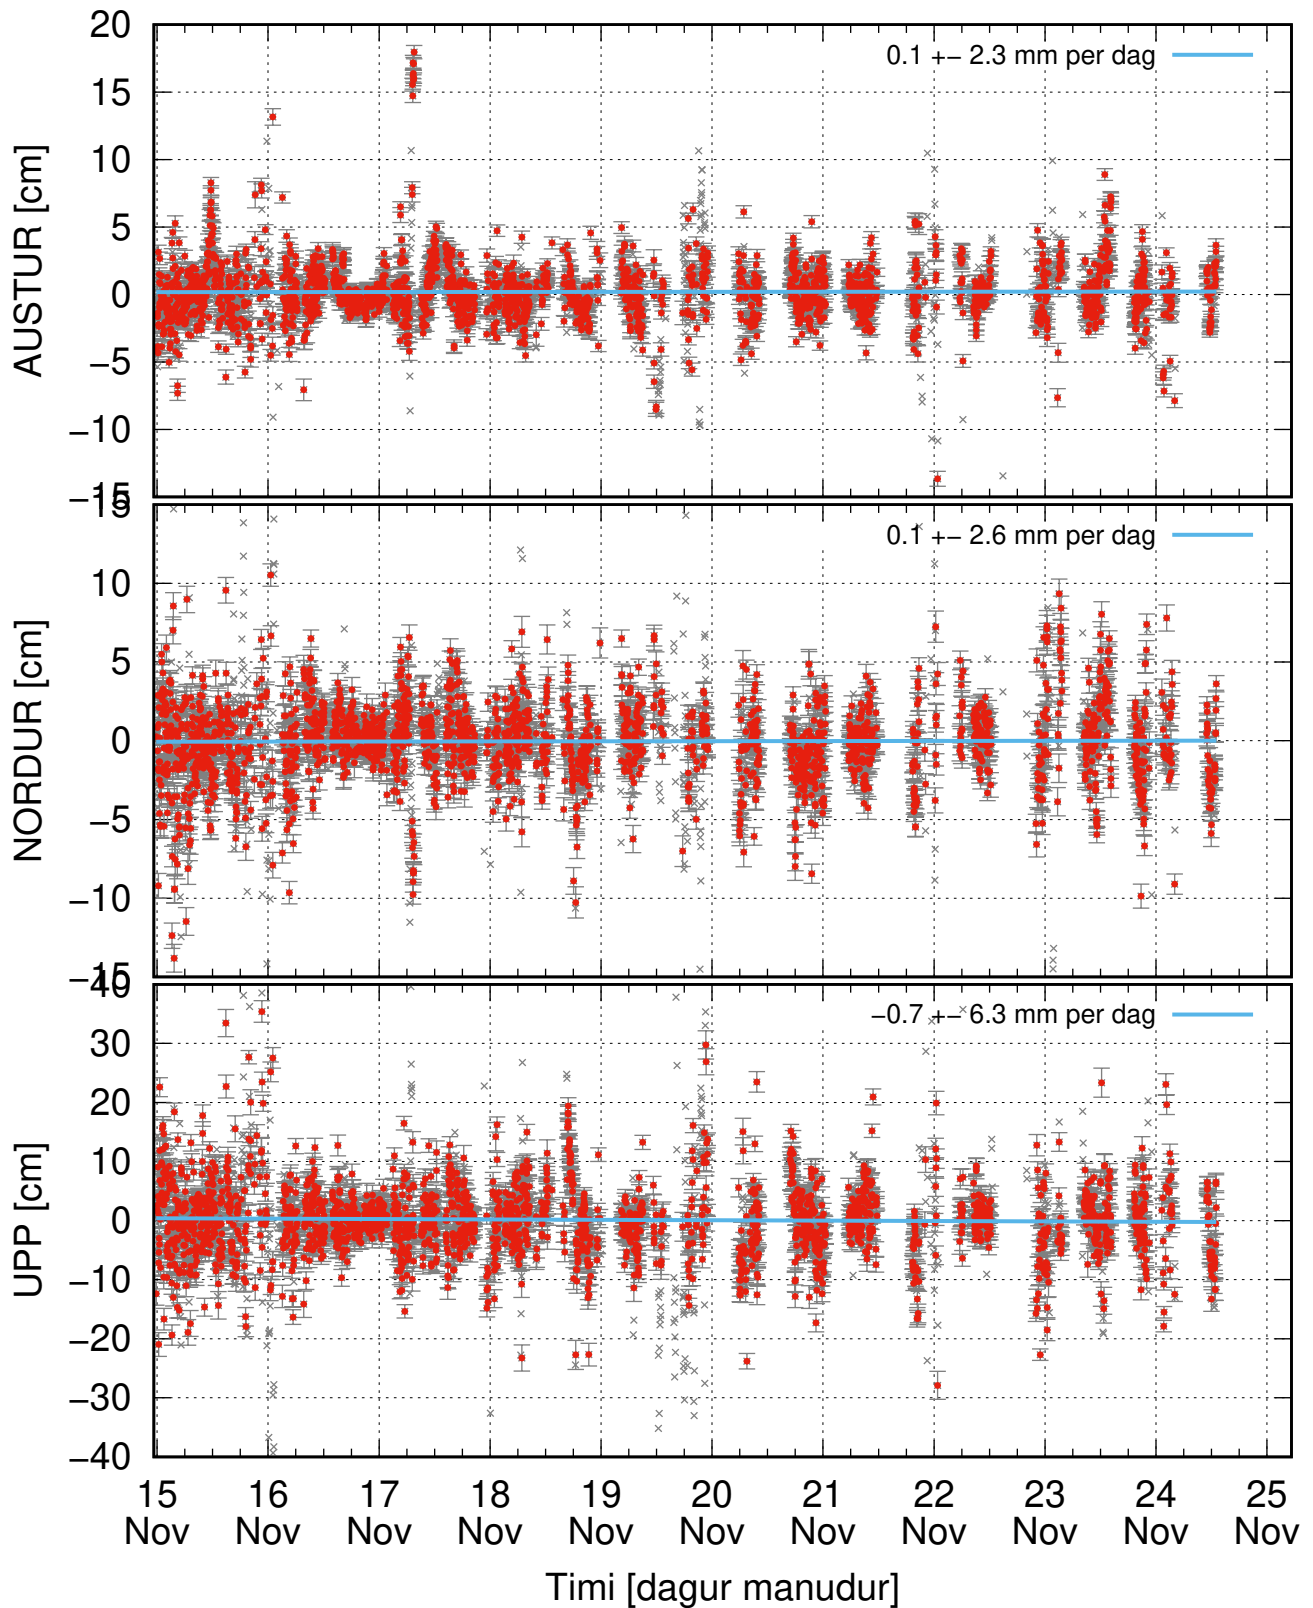 20
15
10
5
0
−5
−10
−15
AUSTUR [cm]
0.1 +− 2.3 mm per dag
15
10
5
0
−5
−10
−15
NORDUR [cm]
0.1 +− 2.6 mm per dag
40
30
20
10
0
−10
−20
−30
−40
UPP [cm]
−0.7 +− 6.3 mm per dag
15 16 17 18 19 20 21 22 23 24 25
Nov Nov Nov Nov Nov Nov Nov Nov Nov Nov Nov
Timi [dagur manudur]